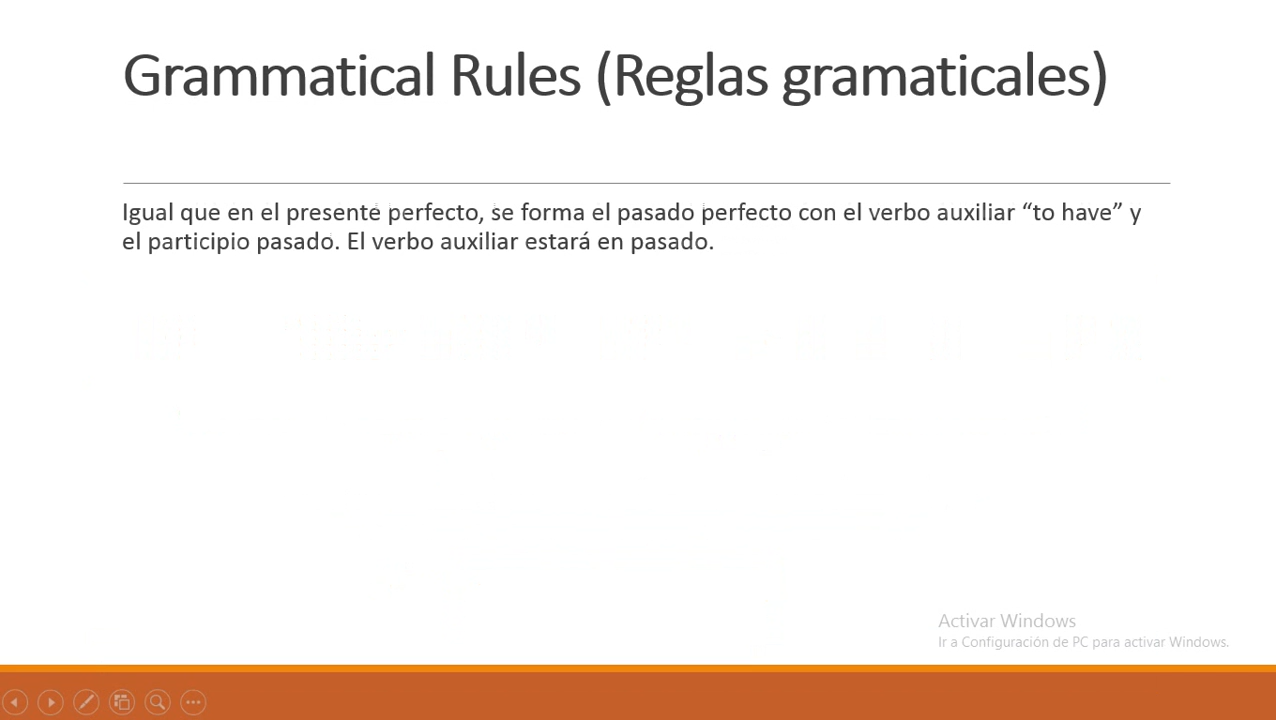 Grammatical Rules (Reglas gramaticales)
Igual que en el presente perfecto, se forma el pasado perfecto con el verbo auxiliar “to have” y
el participio pasado. El verbo auxiliar estará en pasado.
Activar Windows
Ir a Configuración de PC para activar Windows.